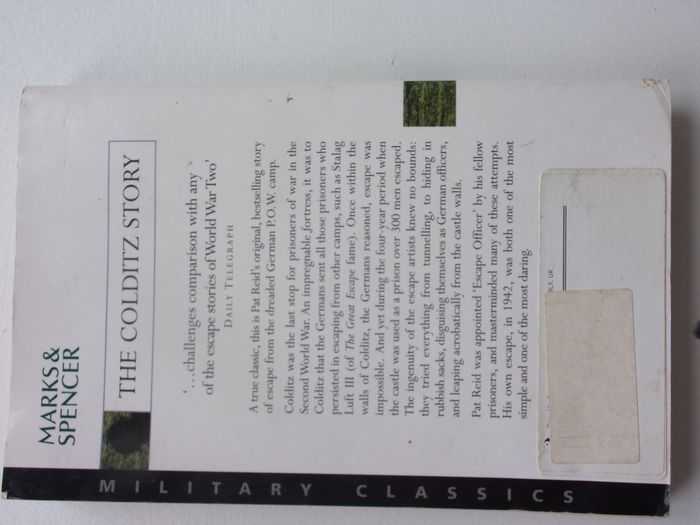 MARKS &
SPENCER
THE COLDITZ STORY
'...challenges comparison with any
of the escape stories of World War Two'
DAILY TELEGRAPH
A true classic, this is Pat Reid's original, bestselling story
of escape from the dreaded German P.O.W. camp.
Colditz was the last stop for prisoners of war in the
Second World War. An impregnable fortress, it was to
Colditz that the Germans sent all those prisoners who
persisted in escaping from other camps, such as Stalag
Luft III (of The Great Escape fame). Once within the
walls of Colditz, the Germans reasoned, escape was
impossible. And yet during the four-year period when
the castle was used as a prison over 300 men escaped.
The ingenuity of the escape artists knew no bounds:
they tried everything from tunnelling, to hiding in
rubbish sacks, disguising themselves as German officers,
and leaping acrobatically from the castle walls.
Pat Reid was appointed 'Escape Officer' by his fellow
prisoners, and masterminded many of these attempts.
His own escape, in 1942, was both one of the most
simple and one of the most daring
MILITARY CLASSICS